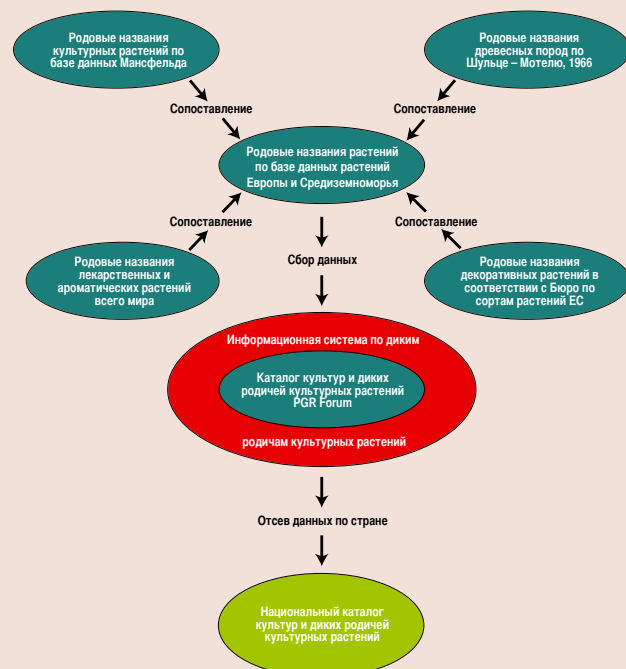 Родовые названия
культурных растений по
базе данных Мансфельда
Родовые названия
древесных пород по
Шульце – Мотелю, 1966
Сопоставление
Сопоставление
Родовые названия растений
по базе данных растений
Европы и Средиземноморья
Сопоставление
Сопоставление
Родовые названия
лекарственных и
ароматических растений
всего мира
Сбор данных
Родовые названия
декоративных растений в
соответствии с Бюро по
сортам растений ЕС
Информационная система по диким
Каталог культур и диких
родичей культурных растений
PGR Forum
родичам культурных растений
Отсев данных по стране
Национальный каталог
культур и диких родичей
культурных растений